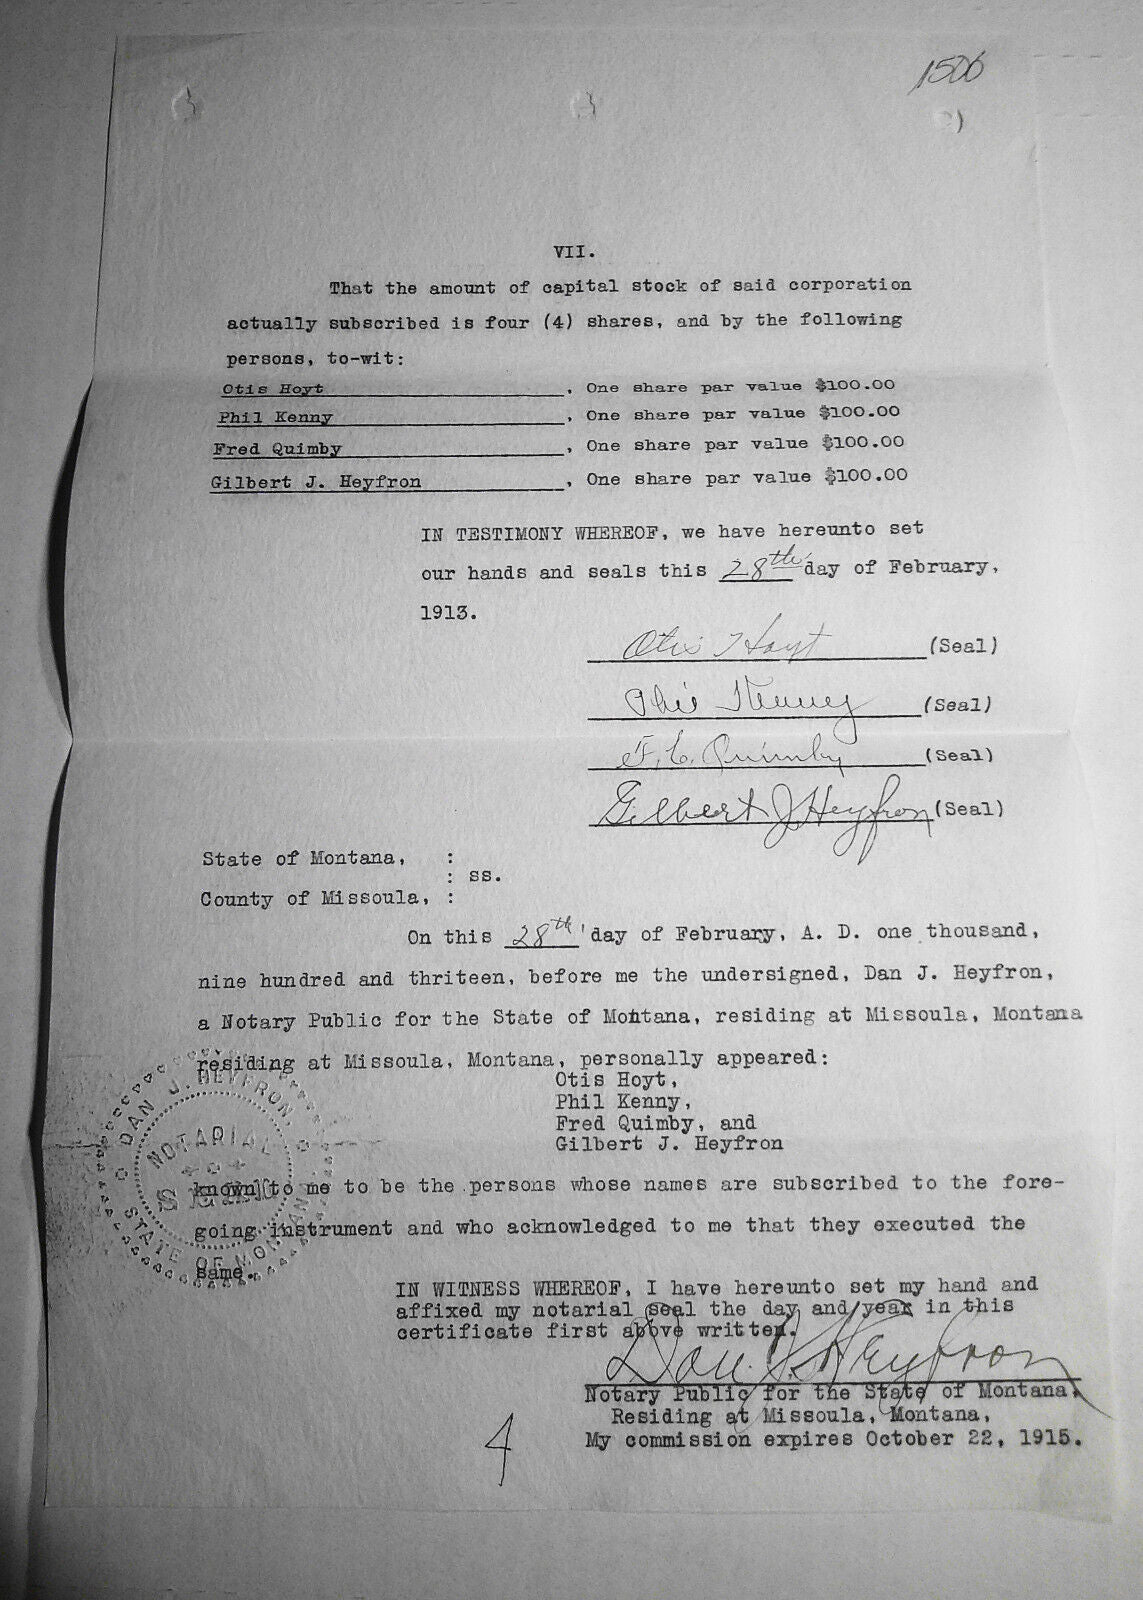 1506
VII.
That the amount of capital stock of said corporation
actually subscribed is four (4) shares, and by the following
persons, to-wit:
Otis Hoyt, One share par value $100.00
Phil Kenny, One share par value $100.00
Fred Quimby, One share par value $100.00
Gilbert J. Heyfron, One share par value $100.00
IN TESTIMONY WHEREOF, we have hereunto set
our hands and seals this 28th day of February,
1913.
Otis Hoyt (Seal)
Phil Kenney (Seal)
F. C. Quimby (Seal)
Gilbert J. Heyfron (Seal)
State of Montana, :
: ss.
County of Missoula, :
On this 28th day of February, A. D. one thousand,
nine hundred and thriteen, before me the undersigned, Dan J. Heyfron,
a Notary Public for the State of Montana, residing at Missoula, Montana
residing at Missoula, Montana, personally appeared:
Otis Hoyt,
Phil Kenny,
Fred Quimby, and
Gilbert J. Heyfron
known to me to be the persons whose names are subscribed to the fore-
going instrument and who acknowledged to me that they executed the
same.
DAN J. HEYFRON,
NOTARIAL
SEAL
STATE OF MONTANA
IN WITNESS WHEREOF, I have hereunto set my hand and
affixed my notarial seal the day and year in this
certificate first above written.
Dan J. Heyfron
Notary Public for the State of Montana,
Residing at Missoula, Montana,
My commission expires October 22, 1915.
4